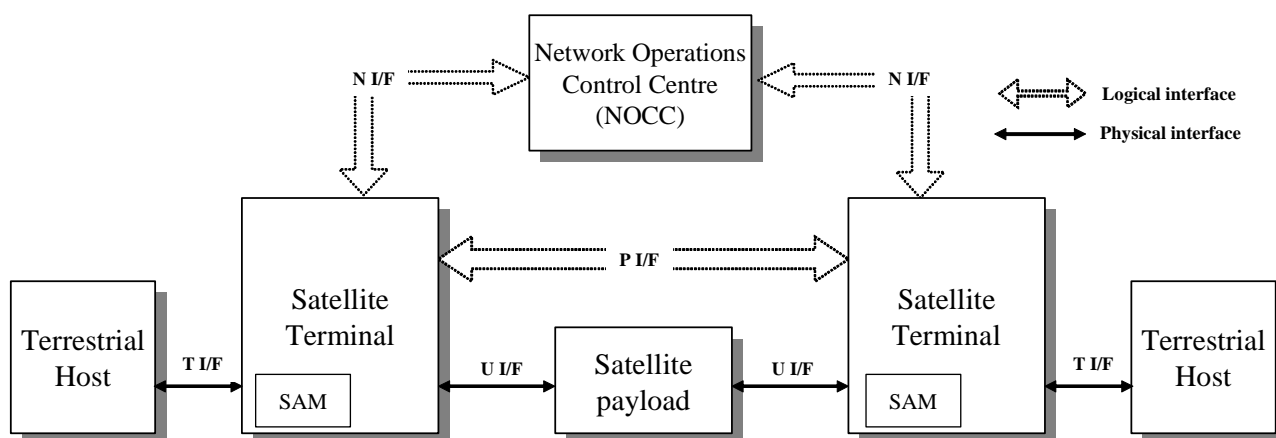 Network Operations
Control Centre
(NOCC)
N I/F
N I/F
Logical interface
Physical interface
P I/F
Satellite
Terminal
Satellite
Terminal
Terrestrial
Host
Terrestrial
Host
T I/F
U I/F
Satellite
payload
U I/F
T I/F
SAM
SAM